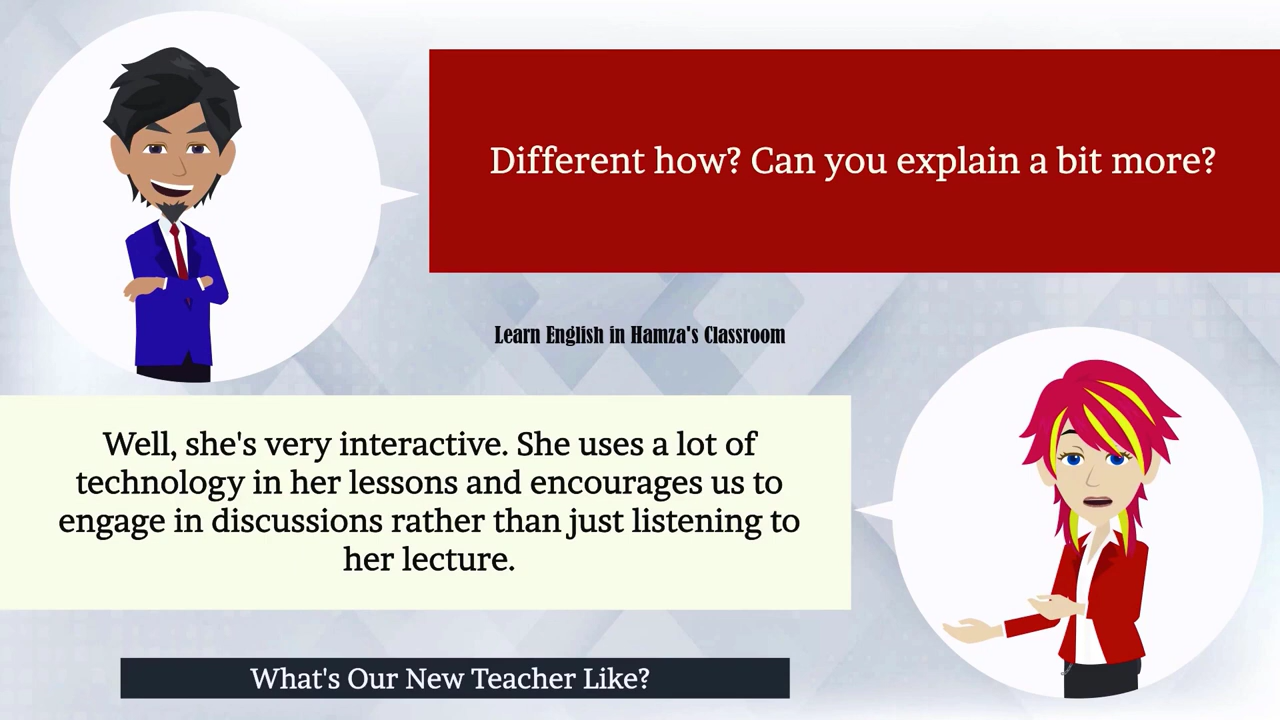 Different how? Can you explain a bit more?
Learn English in Hamza's Classroom
Well, she's very interactive. She uses a lot of
technology in her lessons and encourages us to
engage in discussions rather than just listening to
her lecture.
What's Our New Teacher Like?